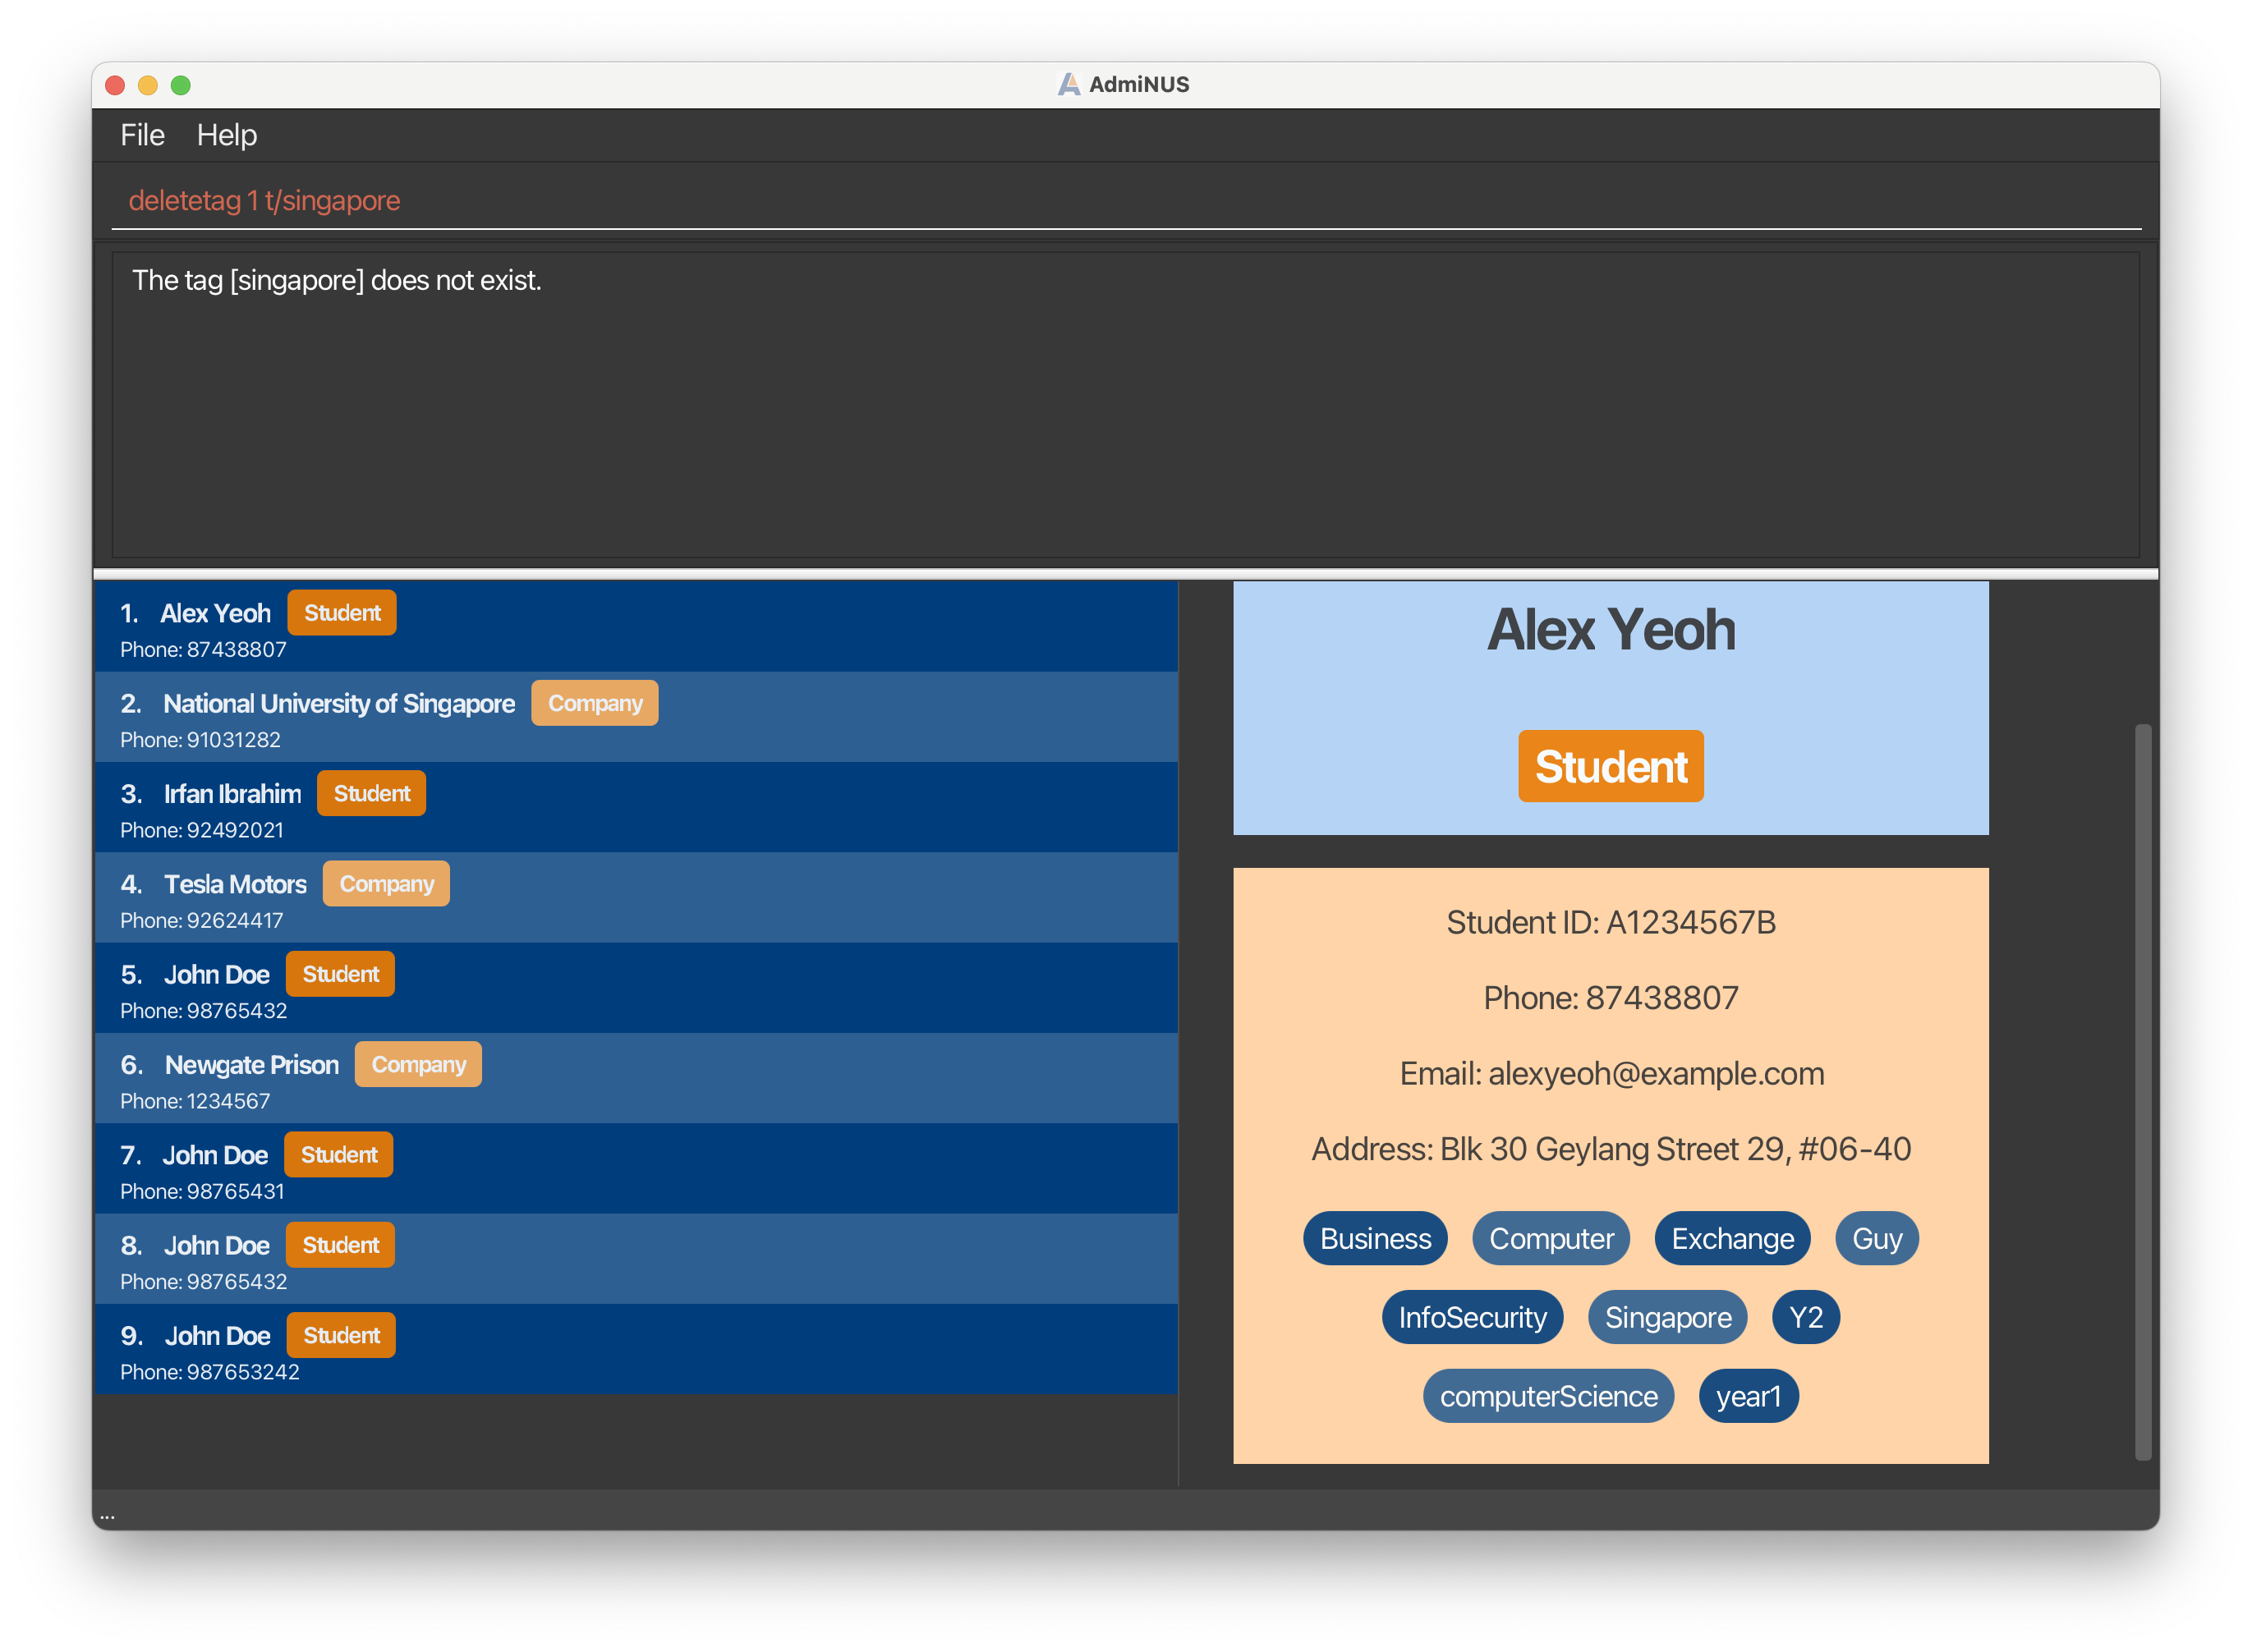 AdmiNUS
File Help
deletetag 1 t/singapore
The tag [singapore] does not exist.
1. Alex Yeoh Student
Phone: 87438807
2. National University of Singapore Company
Phone: 91031282
3. Irfan Ibrahim Student
Phone: 92492021
4. Tesla Motors Company
Phone: 92624417
5. John Doe Student
Phone: 98765432
6. Newgate Prison Company
Phone: 1234567
7. John Doe Student
Phone: 98765431
8. John Doe Student
Phone: 98765432
9. John Doe Student
Phone: 987653242
Alex Yeoh
Student
Student ID: A1234567B
Phone: 87438807
Email: alexyeoh@example.com
Address: Blk 30 Geylang Street 29, #06-40
Business Computer Exchange Guy
InfoSecurity Singapore Y2
computerScience year1
...